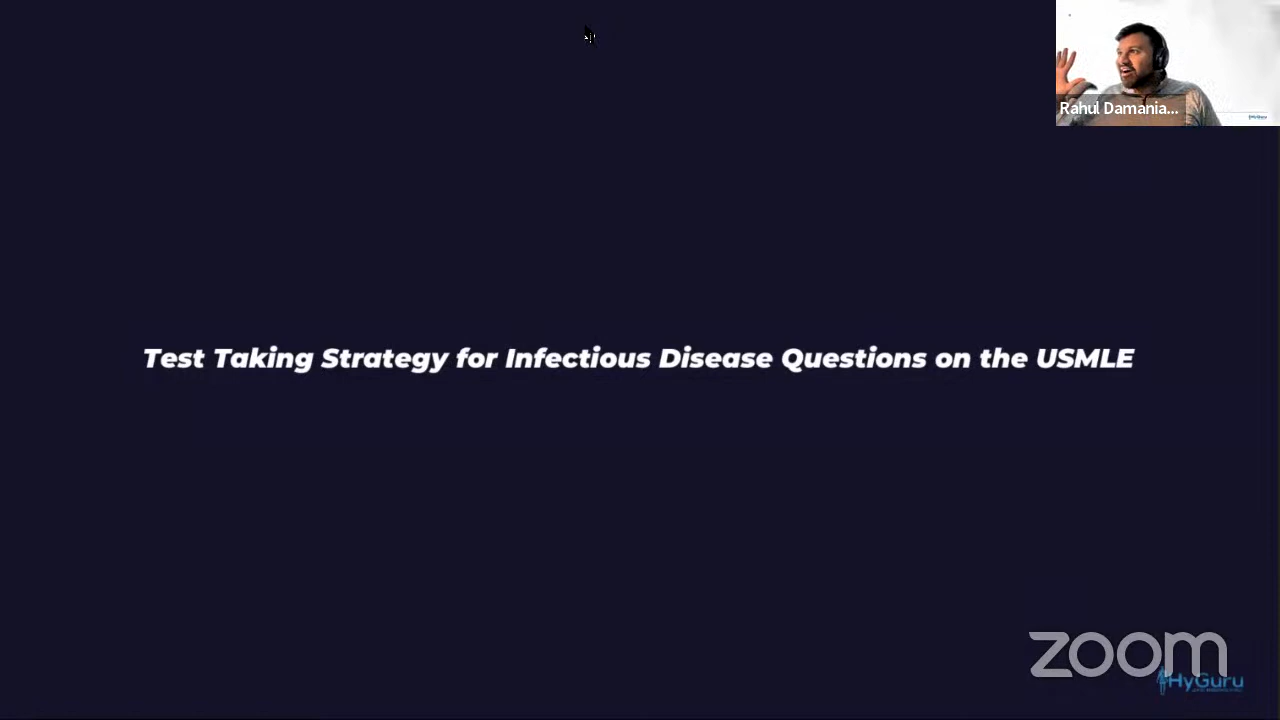 Rahul Damania...
Test Taking Strategy for Infectious Disease Questions on the USMLE
zoom
HyGuru